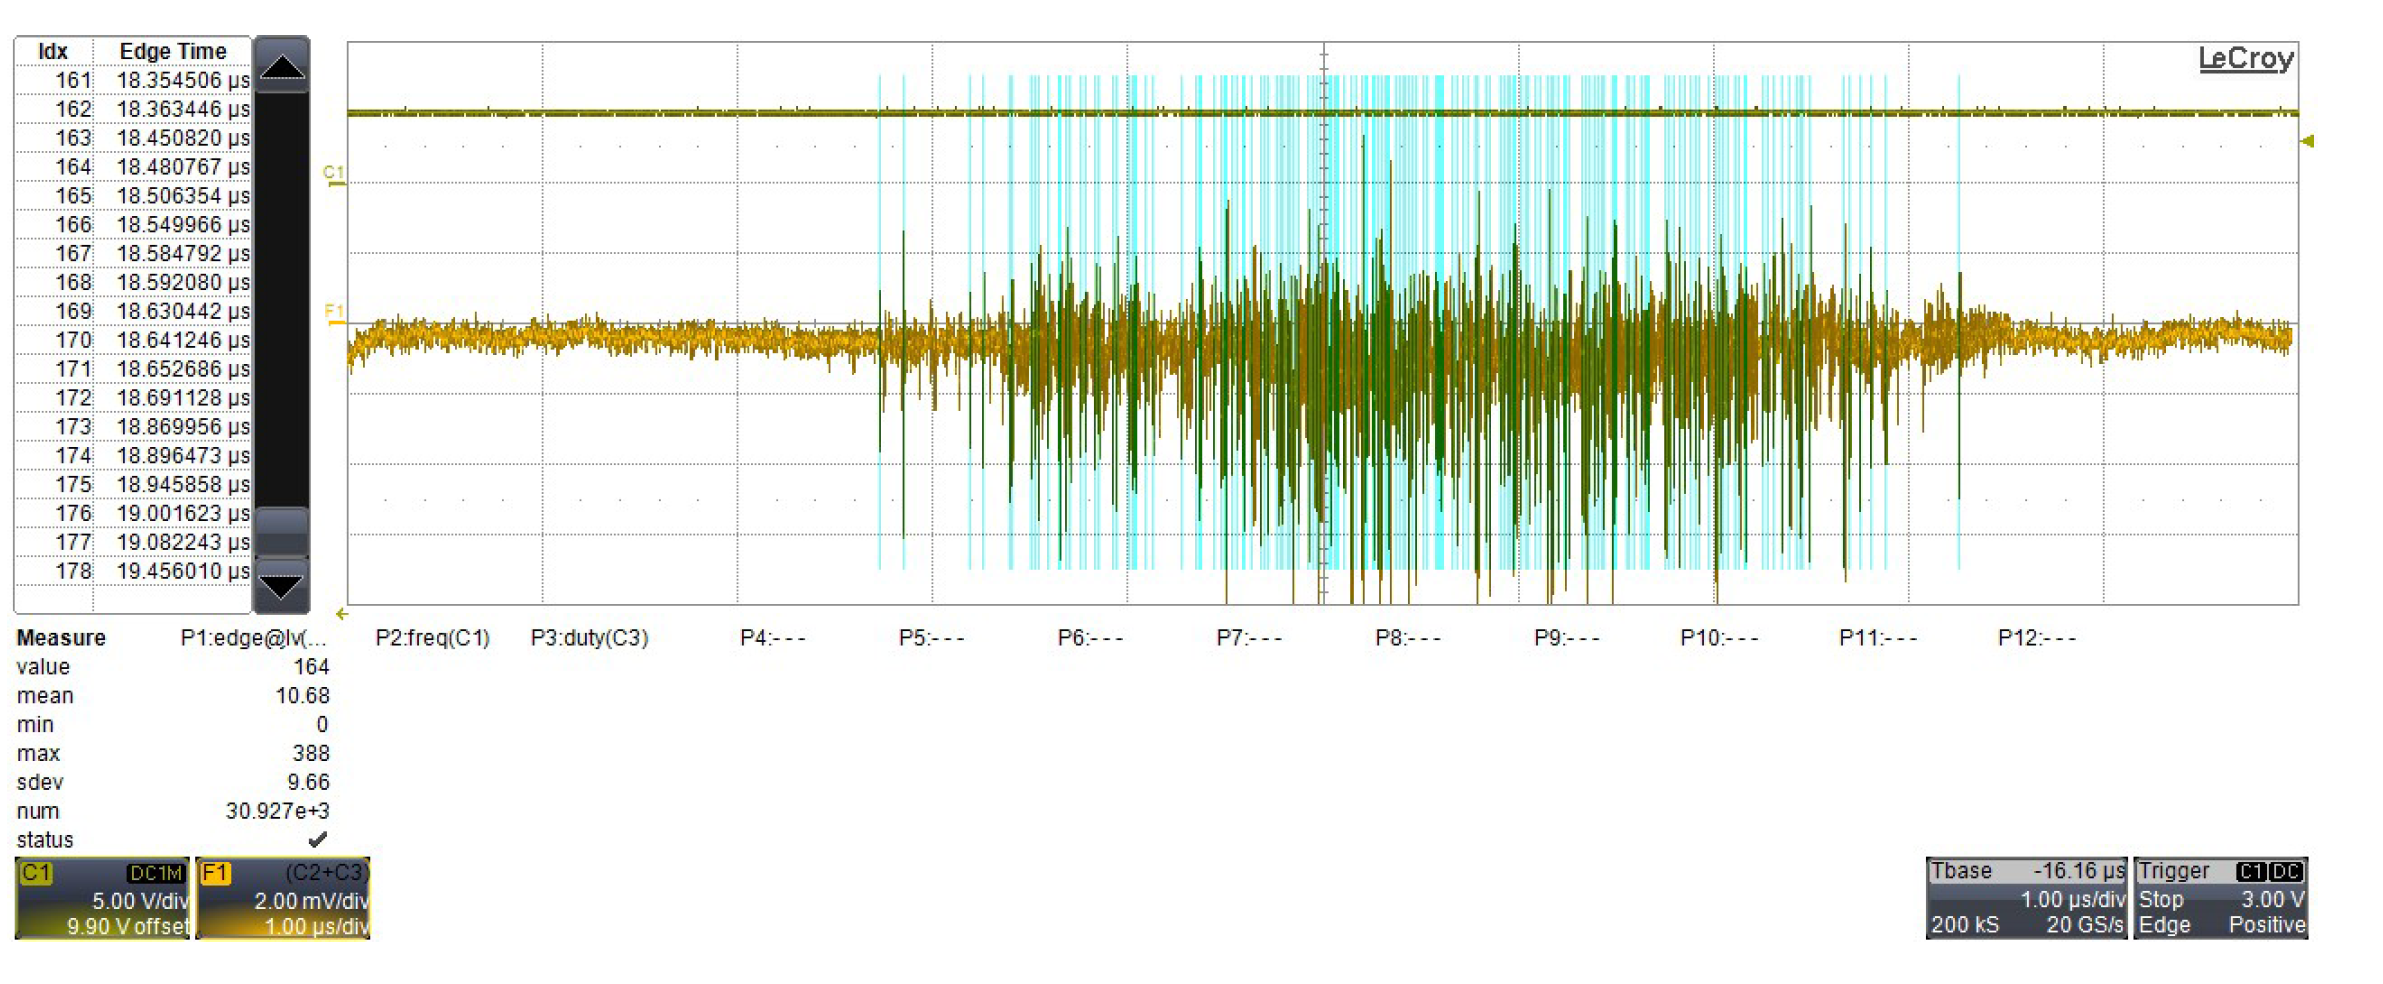 Idx Edge Time
161 18.354506 µs
162 18.363446 µs
163 18.450820 µs
164 18.480767 µs
165 18.506354 µs
166 18.549966 µs
167 18.584792 µs
168 18.592080 µs
169 18.630442 µs
170 18.641246 µs
171 18.652686 µs
172 18.691128 µs
173 18.869956 µs
174 18.896473 µs
175 18.945858 µs
176 19.001623 µs
177 19.082243 µs
178 19.456010 µs
LeCroy
C1
F1
Measure P1:edge@lv(... P2:freq(C1) P3:duty(C3) P4:--- P5:--- P6:--- P7:--- P8:--- P9:--- P10:--- P11:--- P12:---
value 164
mean 10.68
min 0
max 388
sdev 9.66
num 30.927e+3
status ✓
C1 DC1M
5.00 V/div
9.90 V offset
F1 (C2+C3)
2.00 mV/div
1.00 µs/div
Tbase -16.16 µs
1.00 µs/div
200 kS 20 GS/s
Trigger C1 DC
Stop 3.00 V
Edge Positive